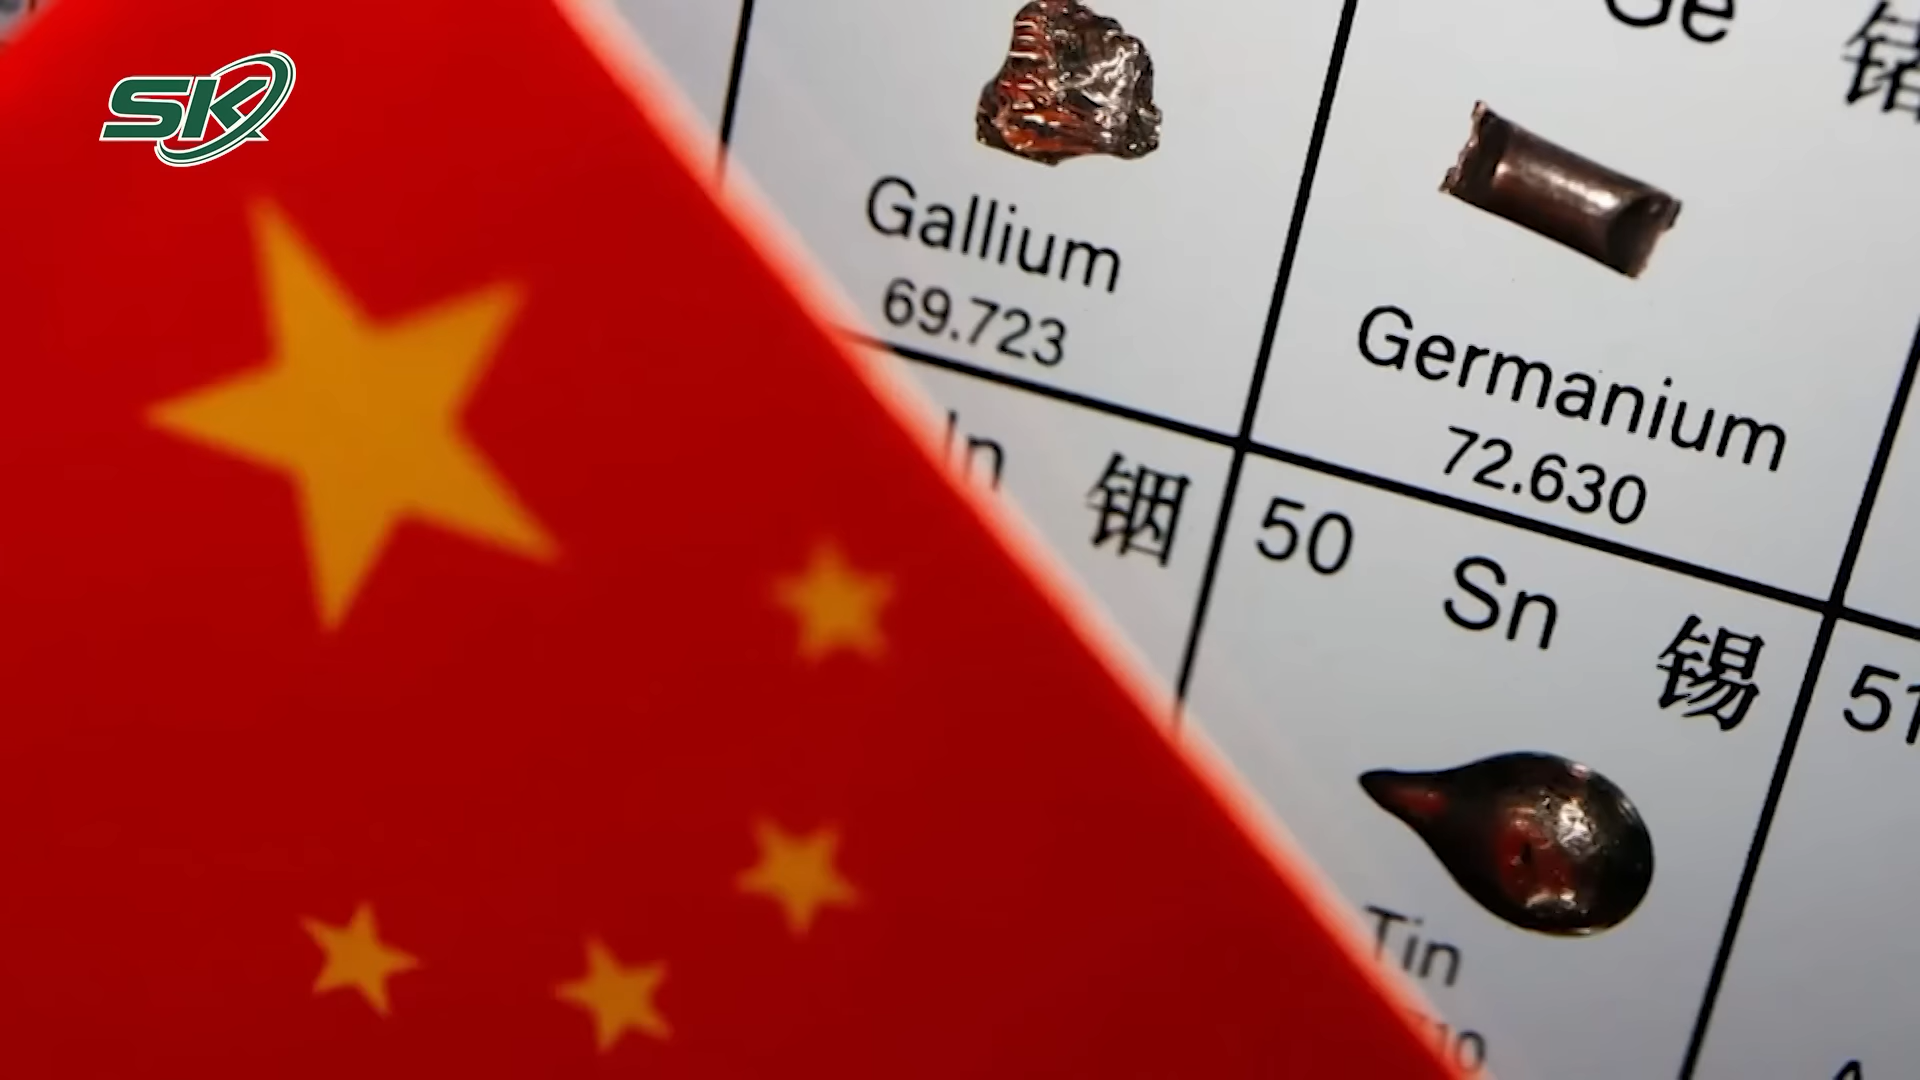 SK
Ge
锗
Gallium
69.723
Germanium
72.630
In
铟
50
Sn
锡
51
Tin